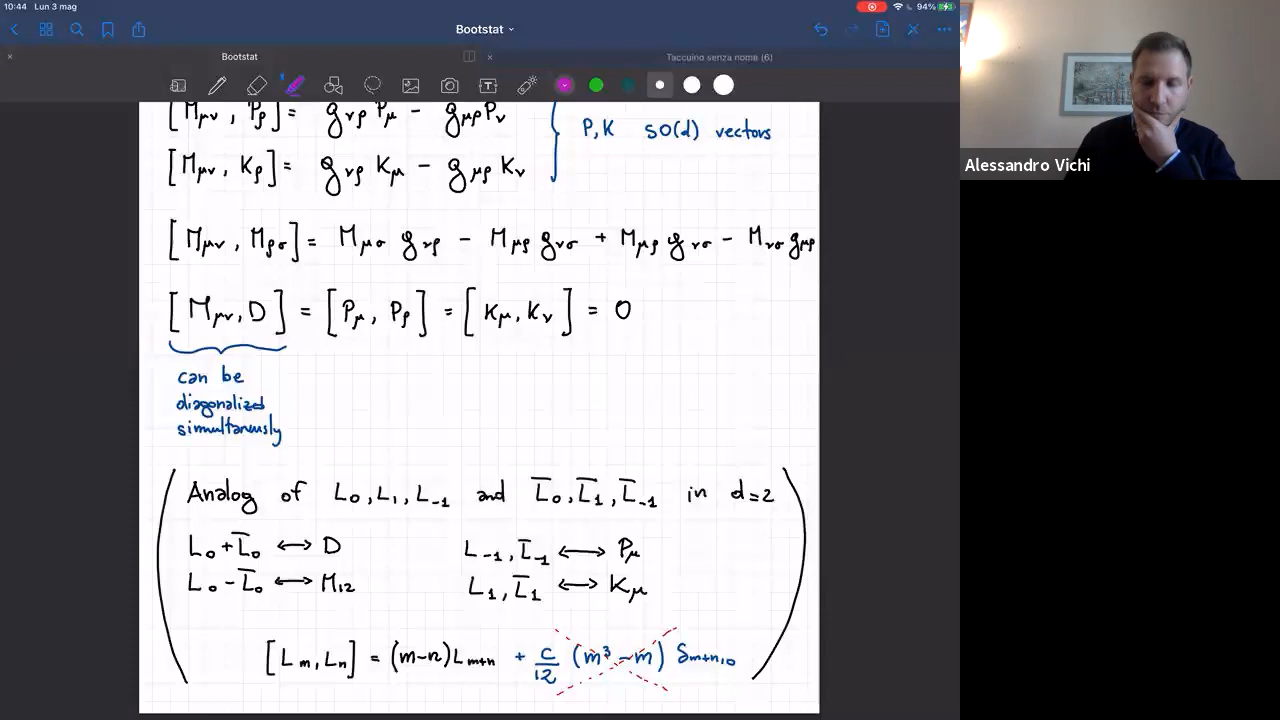 10:44 Lun 3 mag
94%
Bootstat
Bootstat
Taccuino senza nome (6)
[Mμν, Pρ] = gνρ Pμ − gμρ Pν
P, K so(d) vectors
[Mμν, Kρ] = gνρ Kμ − gμρ Kν
[Mμν, Mρσ] = Mμσ gνρ − Mμρ gνσ + Mμρ gνσ − Mνσ gμρ
[Mμν, D] = [Pμ, Pρ] = [Kμ, Kν] = 0
can be
diagonalized
simultaneously
Analog of L₀, L₁, L₋₁ and L̄₀, L̄₁, L̄₋₁ in d=2
L₀ + L̄₀ ↔ D
L₋₁, L̄₋₁ ↔ Pμ
L₀ − L̄₀ ↔ M₁₂
L₁, L̄₁ ↔ Kμ
[Lm, Ln] = (m−n) Lm+n + c/12 (m³ − m) δm+n,0
Alessandro Vichi